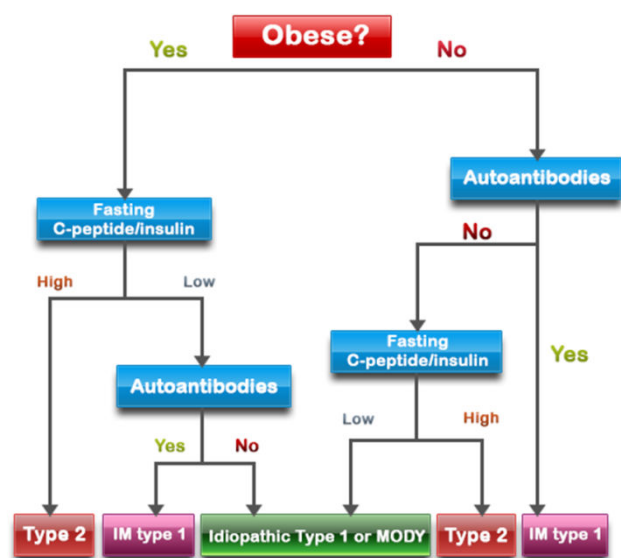 Obese?
Yes
No
Autoantibodies
Fasting
C-peptide/insulin
No
High
Low
Fasting
C-peptide/insulin
Yes
Autoantibodies
Low
High
Yes
No
Type 2
IM type 1
Idiopathic Type 1 or MODY
Type 2
IM type 1